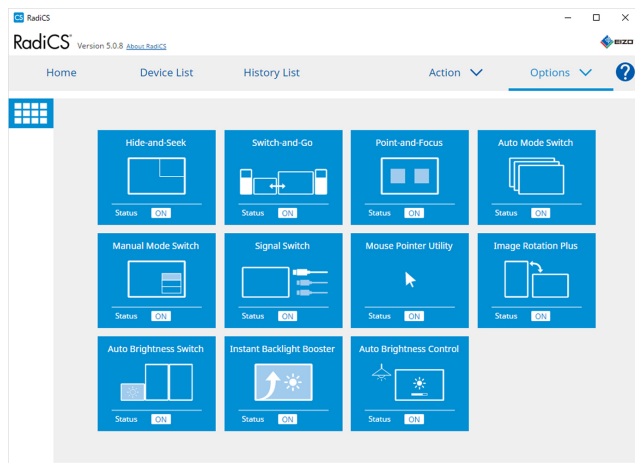 CS RadiCS
RadiCS® Version 5.0.8 About RadiCS
EIZO
Home Device List History List Action Options ?
Hide-and-Seek Switch-and-Go Point-and-Focus Auto Mode Switch
Status ON Status ON Status ON Status ON
Manual Mode Switch Signal Switch Mouse Pointer Utility Image Rotation Plus
Status ON Status ON Status ON Status ON
Auto Brightness Switch Instant Backlight Booster Auto Brightness Control
Status ON Status ON Status ON